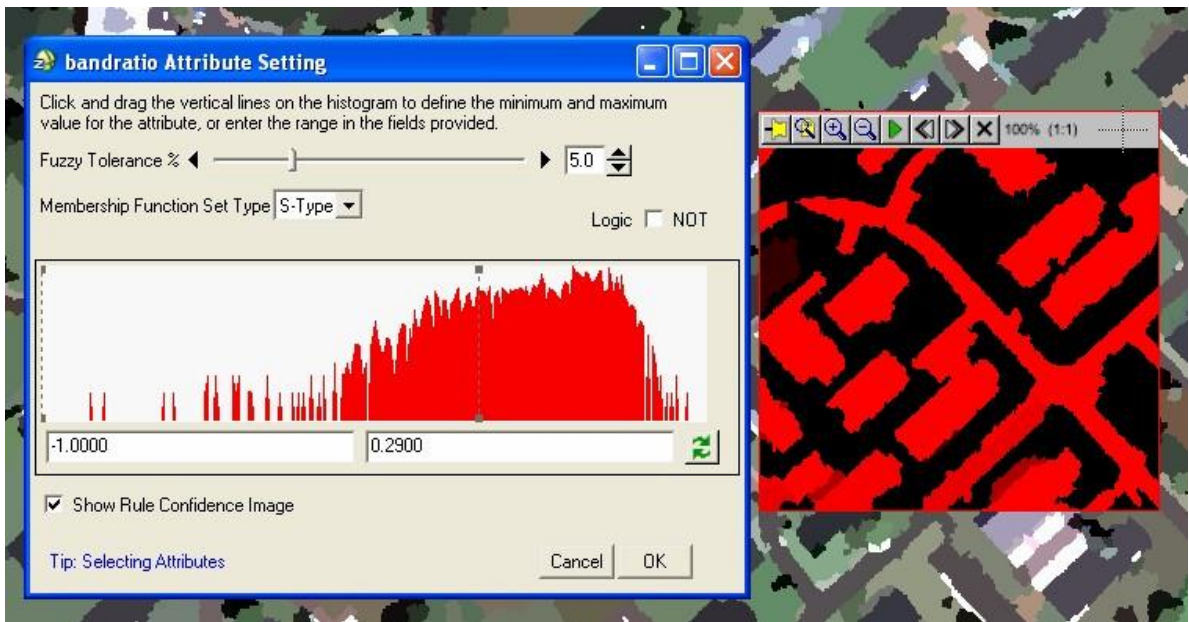 bandratio Attribute Setting
Click and drag the vertical lines on the histogram to define the minimum and maximum
value for the attribute, or enter the range in the fields provided.
Fuzzy Tolerance % 5.0
Membership Function Set Type S-Type
Logic NOT
-1.0000 0.2900
Show Rule Confidence Image
Tip: Selecting Attributes Cancel OK
100% (1:1)